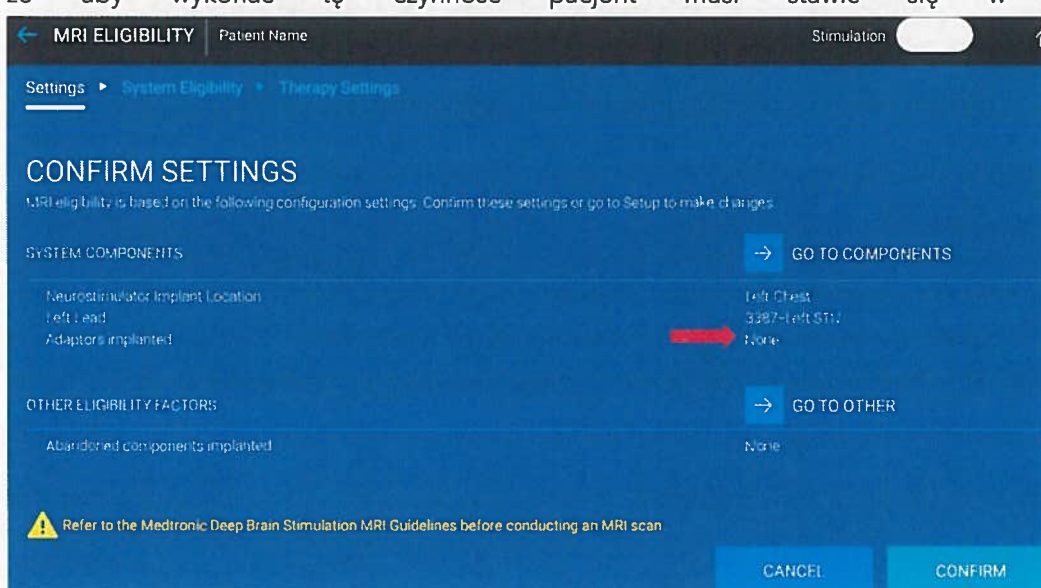 że aby wykonać tę czynność pacjent musi stawić się w
MRI ELIGIBILITY Patient Name Stimulation
Settings System Eligibility Therapy Settings
CONFIRM SETTINGS
MRI eligibility is based on the following configuration settings. Confirm these settings or go to Setup to make changes
SYSTEM COMPONENTS GO TO COMPONENTS
Neurostimulator Implant Location Left Chest
Left Lead 3387-Left STN
Adaptors implanted None
OTHER ELIGIBILITY FACTORS GO TO OTHER
Abandoned components implanted None
Refer to the Medtronic Deep Brain Stimulation MRI Guidelines before conducting an MRI scan
CANCEL CONFIRM